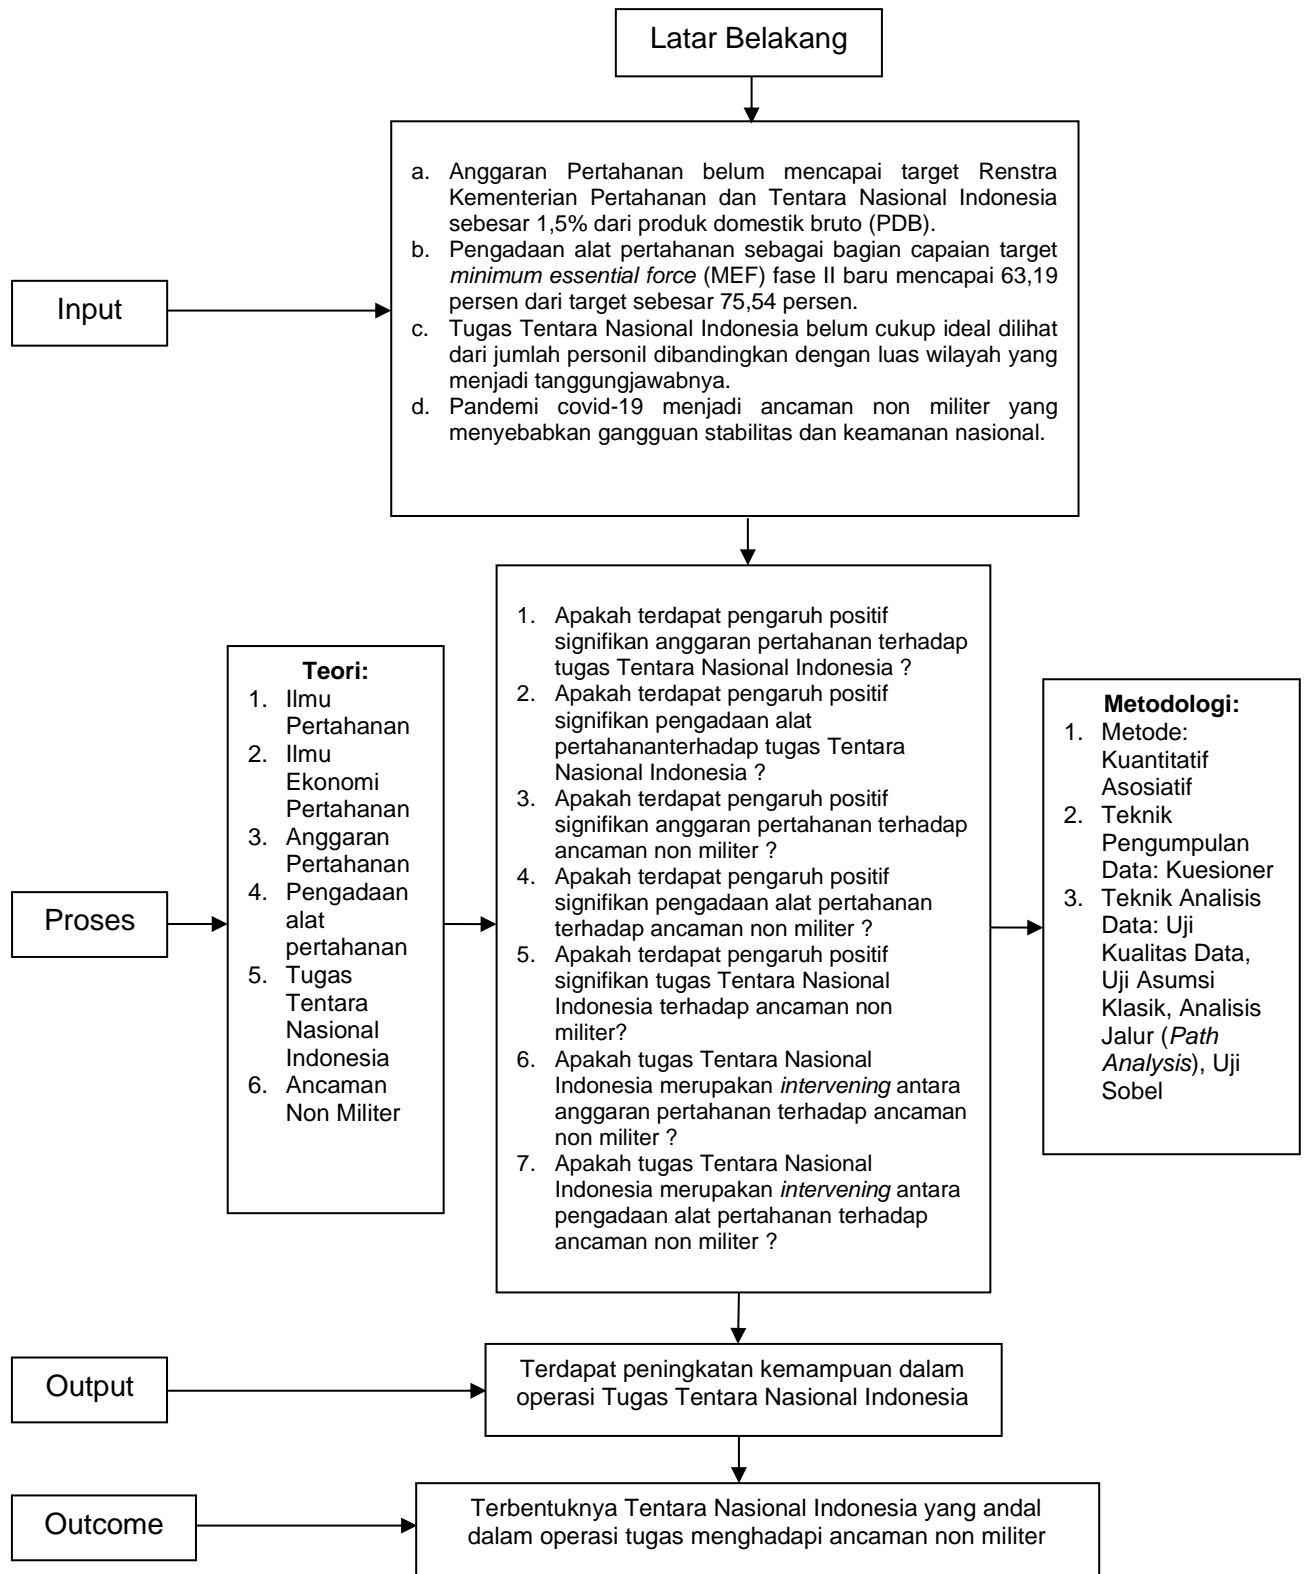 Latar Belakang
Input
a. Anggaran Pertahanan belum mencapai target Renstra
Kementerian Pertahanan dan Tentara Nasional Indonesia
sebesar 1,5% dari produk domestik bruto (PDB).
b. Pengadaan alat pertahanan sebagai bagian capaian target
minimum essential force (MEF) fase II baru mencapai 63,19
persen dari target sebesar 75,54 persen.
c. Tugas Tentara Nasional Indonesia belum cukup ideal dilihat
dari jumlah personil dibandingkan dengan luas wilayah yang
menjadi tanggungjawabnya.
d. Pandemi covid-19 menjadi ancaman non militer yang
menyebabkan gangguan stabilitas dan keamanan nasional.
Proses
Teori:
1. Ilmu
Pertahanan
2. Ilmu
Ekonomi
Pertahanan
3. Anggaran
Pertahanan
4. Pengadaan
alat
pertahanan
5. Tugas
Tentara
Nasional
Indonesia
6. Ancaman
Non Militer
1. Apakah terdapat pengaruh positif
signifikan anggaran pertahanan terhadap
tugas Tentara Nasional Indonesia ?
2. Apakah terdapat pengaruh positif
signifikan pengadaan alat
pertahananterhadap tugas Tentara
Nasional Indonesia ?
3. Apakah terdapat pengaruh positif
signifikan anggaran pertahanan terhadap
ancaman non militer ?
4. Apakah terdapat pengaruh positif
signifikan pengadaan alat pertahanan
terhadap ancaman non militer ?
5. Apakah terdapat pengaruh positif
signifikan tugas Tentara Nasional
Indonesia terhadap ancaman non
militer?
6. Apakah tugas Tentara Nasional
Indonesia merupakan intervening antara
anggaran pertahanan terhadap ancaman
non militer ?
7. Apakah tugas Tentara Nasional
Indonesia merupakan intervening antara
pengadaan alat pertahanan terhadap
ancaman non militer ?
Metodologi:
1. Metode:
Kuantitatif
Asosiatif
2. Teknik
Pengumpulan
Data: Kuesioner
3. Teknik Analisis
Data: Uji
Kualitas Data,
Uji Asumsi
Klasik, Analisis
Jalur (Path
Analysis), Uji
Sobel
Output
Terdapat peningkatan kemampuan dalam
operasi Tugas Tentara Nasional Indonesia
Outcome
Terbentuknya Tentara Nasional Indonesia yang andal
dalam operasi tugas menghadapi ancaman non militer